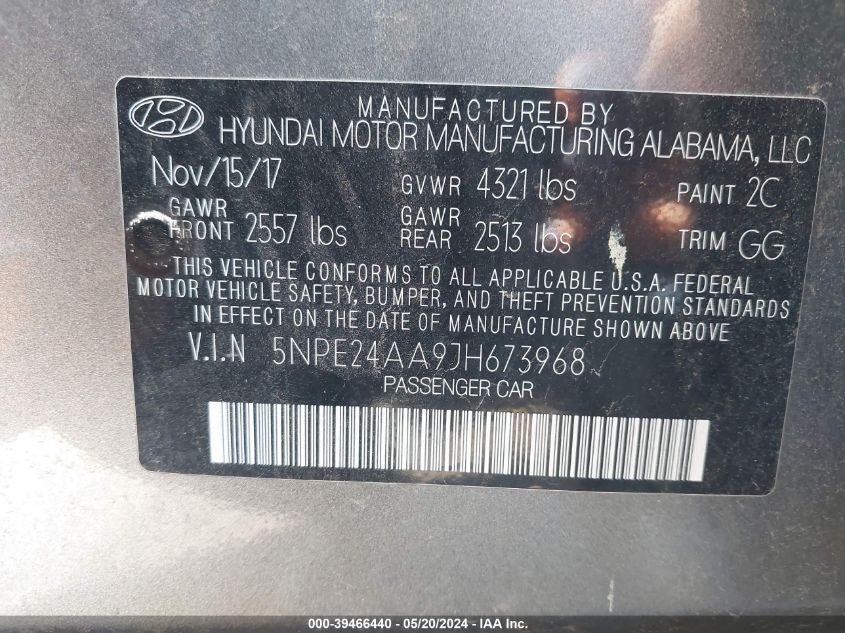 MANUFACTURED BY
HYUNDAI MOTOR MANUFACTURING ALABAMA, LLC
Nov/15/17 GVWR 4321 lbs PAINT 2C
GAWR FRONT 2557 lbs GAWR REAR 2513 lbs TRIM GG
THIS VEHICLE CONFORMS TO ALL APPLICABLE U.S.A. FEDERAL
MOTOR VEHICLE SAFETY, BUMPER, AND THEFT PREVENTION STANDARDS
IN EFFECT ON THE DATE OF MANUFACTURE SHOWN ABOVE
V.I.N 5NPE24AA9JH673968
PASSENGER CAR
000-39466440 - 05/20/2024 - IAA Inc.